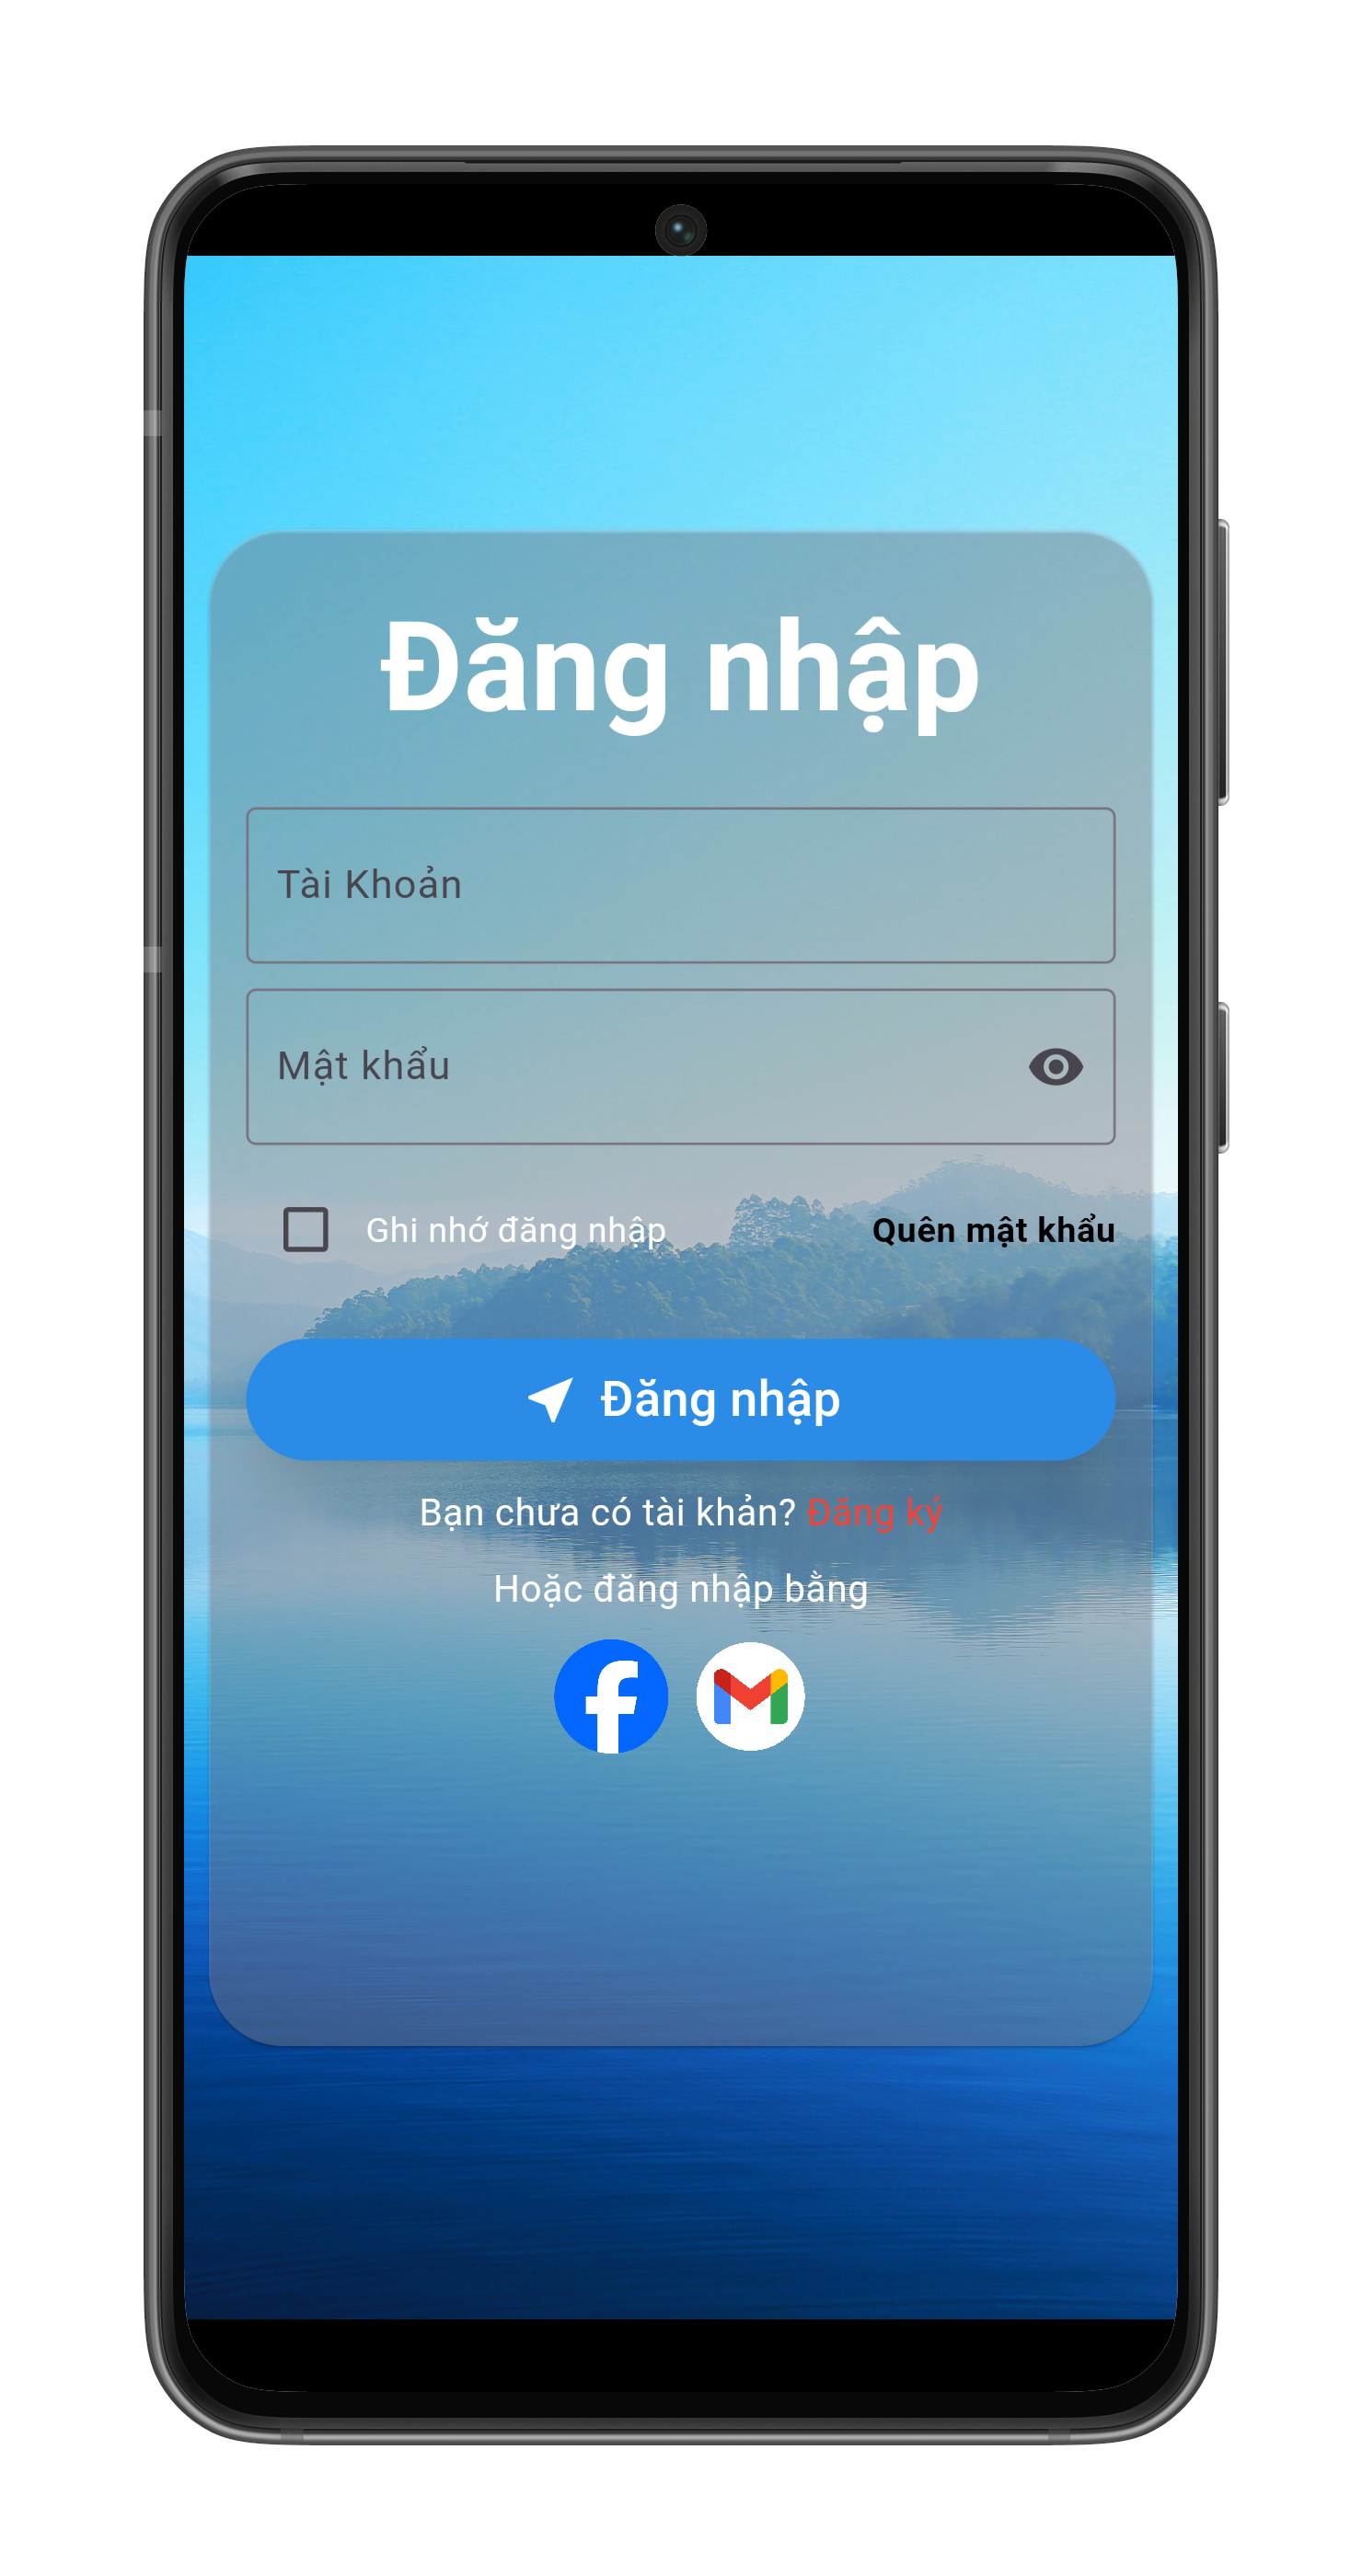 Đăng nhập
Tài Khoản
Mật khẩu
Ghi nhớ đăng nhập Quên mật khẩu
Đăng nhập
Bạn chưa có tài khản? Đăng ký
Hoặc đăng nhập bằng